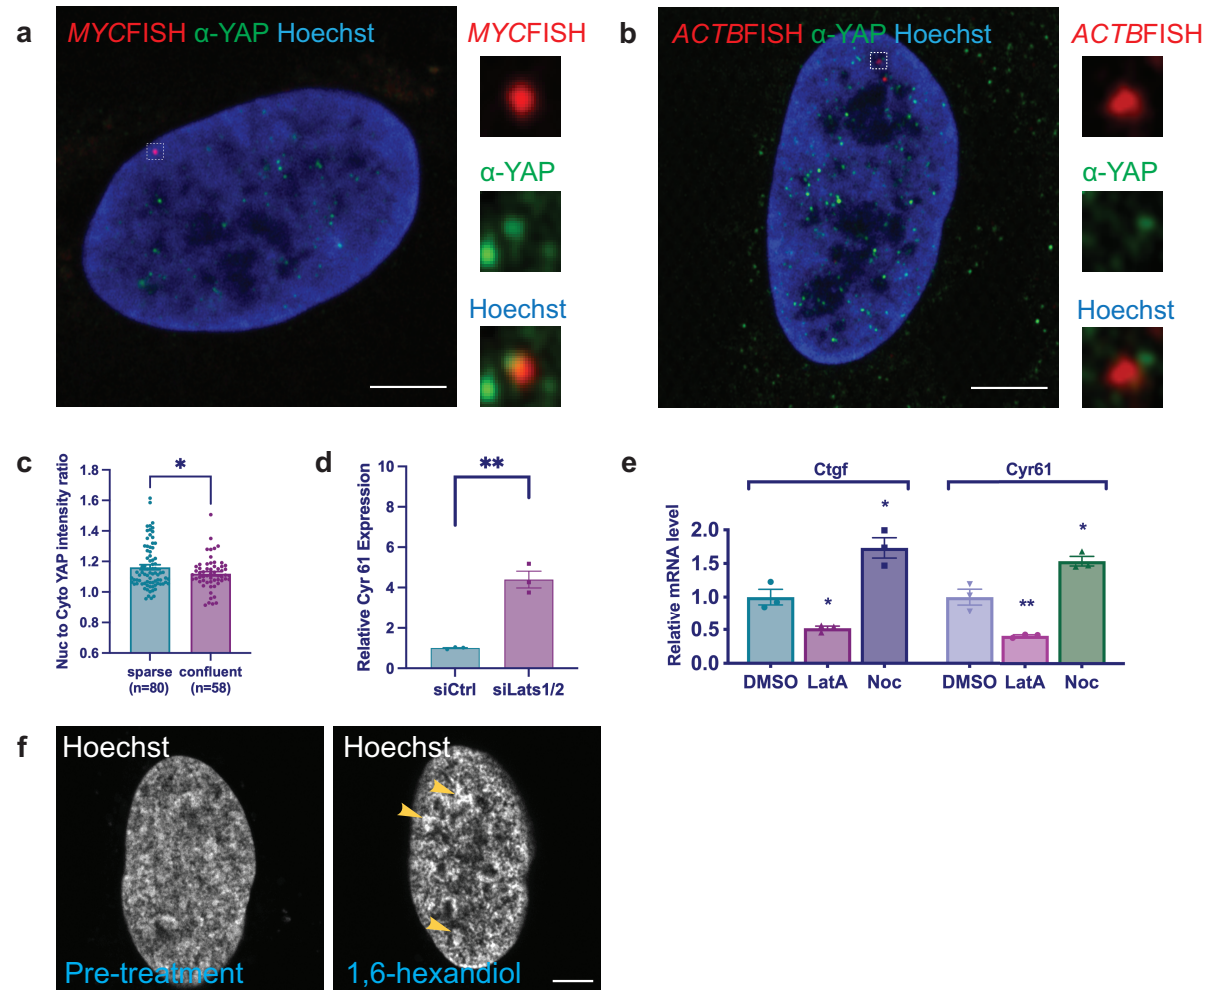 a
MYCFISH α-YAP Hoechst
MYCFISH
α-YAP
Hoechst
b
ACTBFISH α-YAP Hoechst
ACTBFISH
α-YAP
Hoechst
c
Nuc to Cyto YAP intensity ratio
1.8
1.6
1.4
1.2
1.0
0.8
0.6
*
sparse
(n=80)
confluent
(n=58)
d
Relative Cyr 61 Expression
10
8
6
4
2
0
**
siCtrl
siLats1/2
e
Relative mRNA level
2.0
1.5
1.0
0.5
0.0
Ctgf
Cyr61
*
*
**
*
DMSO LatA Noc
DMSO LatA Noc
f
Hoechst
Pre-treatment
Hoechst
1,6-hexandiol